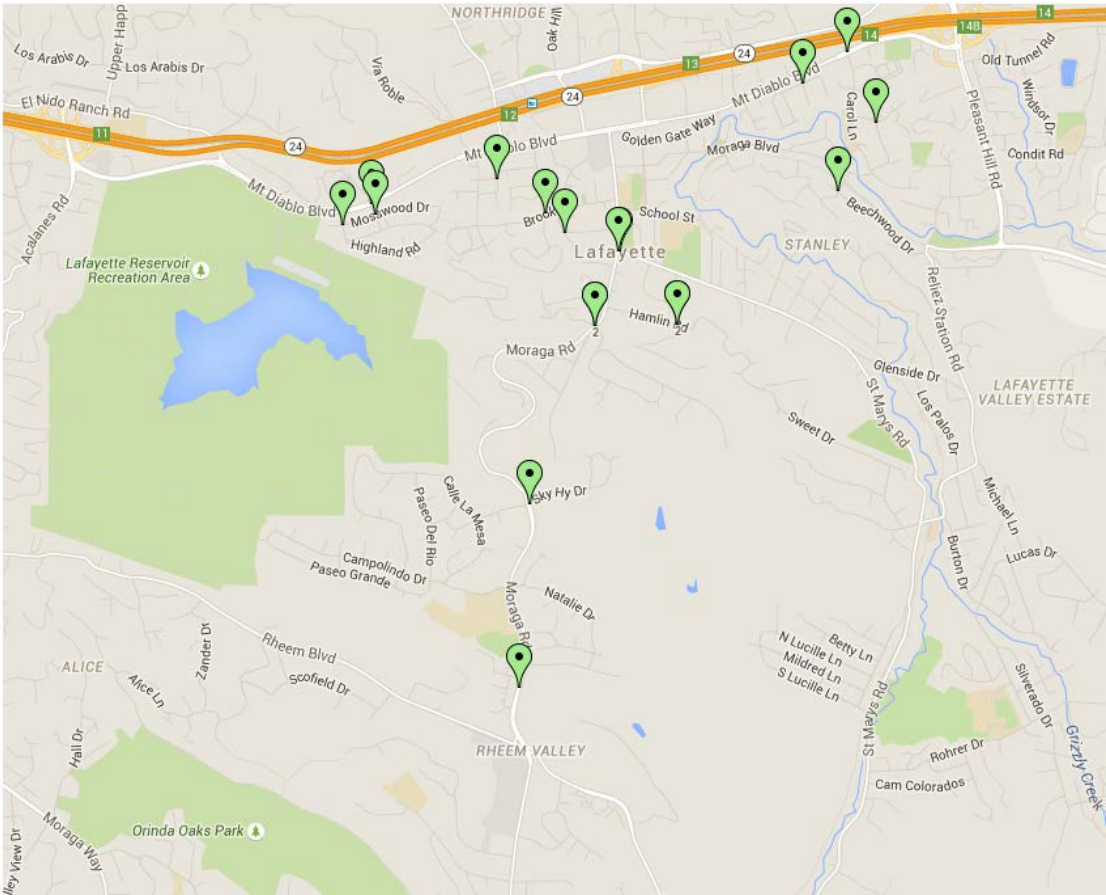 NORTHRIDGE
Oak Hill
Upper Happ
Los Arabis Dr
Los Arabis Dr
Via Roble
El Nido Ranch Rd
11
24
12
24
13
24
14
14B
14
Old Tunnel Rd
Windsor Dr
Condit Rd
Pleasant Hill Rd
Mt Diablo Blvd
Carol Ln
Golden Gate Way
Moraga Blvd
Mt Diablo Blvd
Mt Diablo Blvd
Mosswood Dr
Highland Rd
Acalanes Rd
Brook
School St
Lafayette
STANLEY
Beechwood Dr
Lafayette Reservoir
Recreation Area
Reliez Station Rd
Hamlin Rd
2
2
Moraga Rd
Glenside Dr
St Marys Rd
Los Palos Dr
LAFAYETTE
VALLEY ESTATE
Sweet Dr
Sky Hy Dr
Calle La Mesa
Paseo Del Rio
Michael Ln
Campolindo Dr
Paseo Grande
Burton Dr
Lucas Dr
Moraga Rd
Natalie Dr
Rheem Blvd
Zander Dr
Scofield Dr
ALICE
Alice Ln
Betty Ln
N Lucille Ln
Mildred Ln
S Lucille Ln
St Marys Rd
Silverado Dr
Hall Dr
RHEEM VALLEY
Rohrer Dr
Grizzly Creek
Cam Colorados
Orinda Oaks Park
Moraga Way
lley View Dr